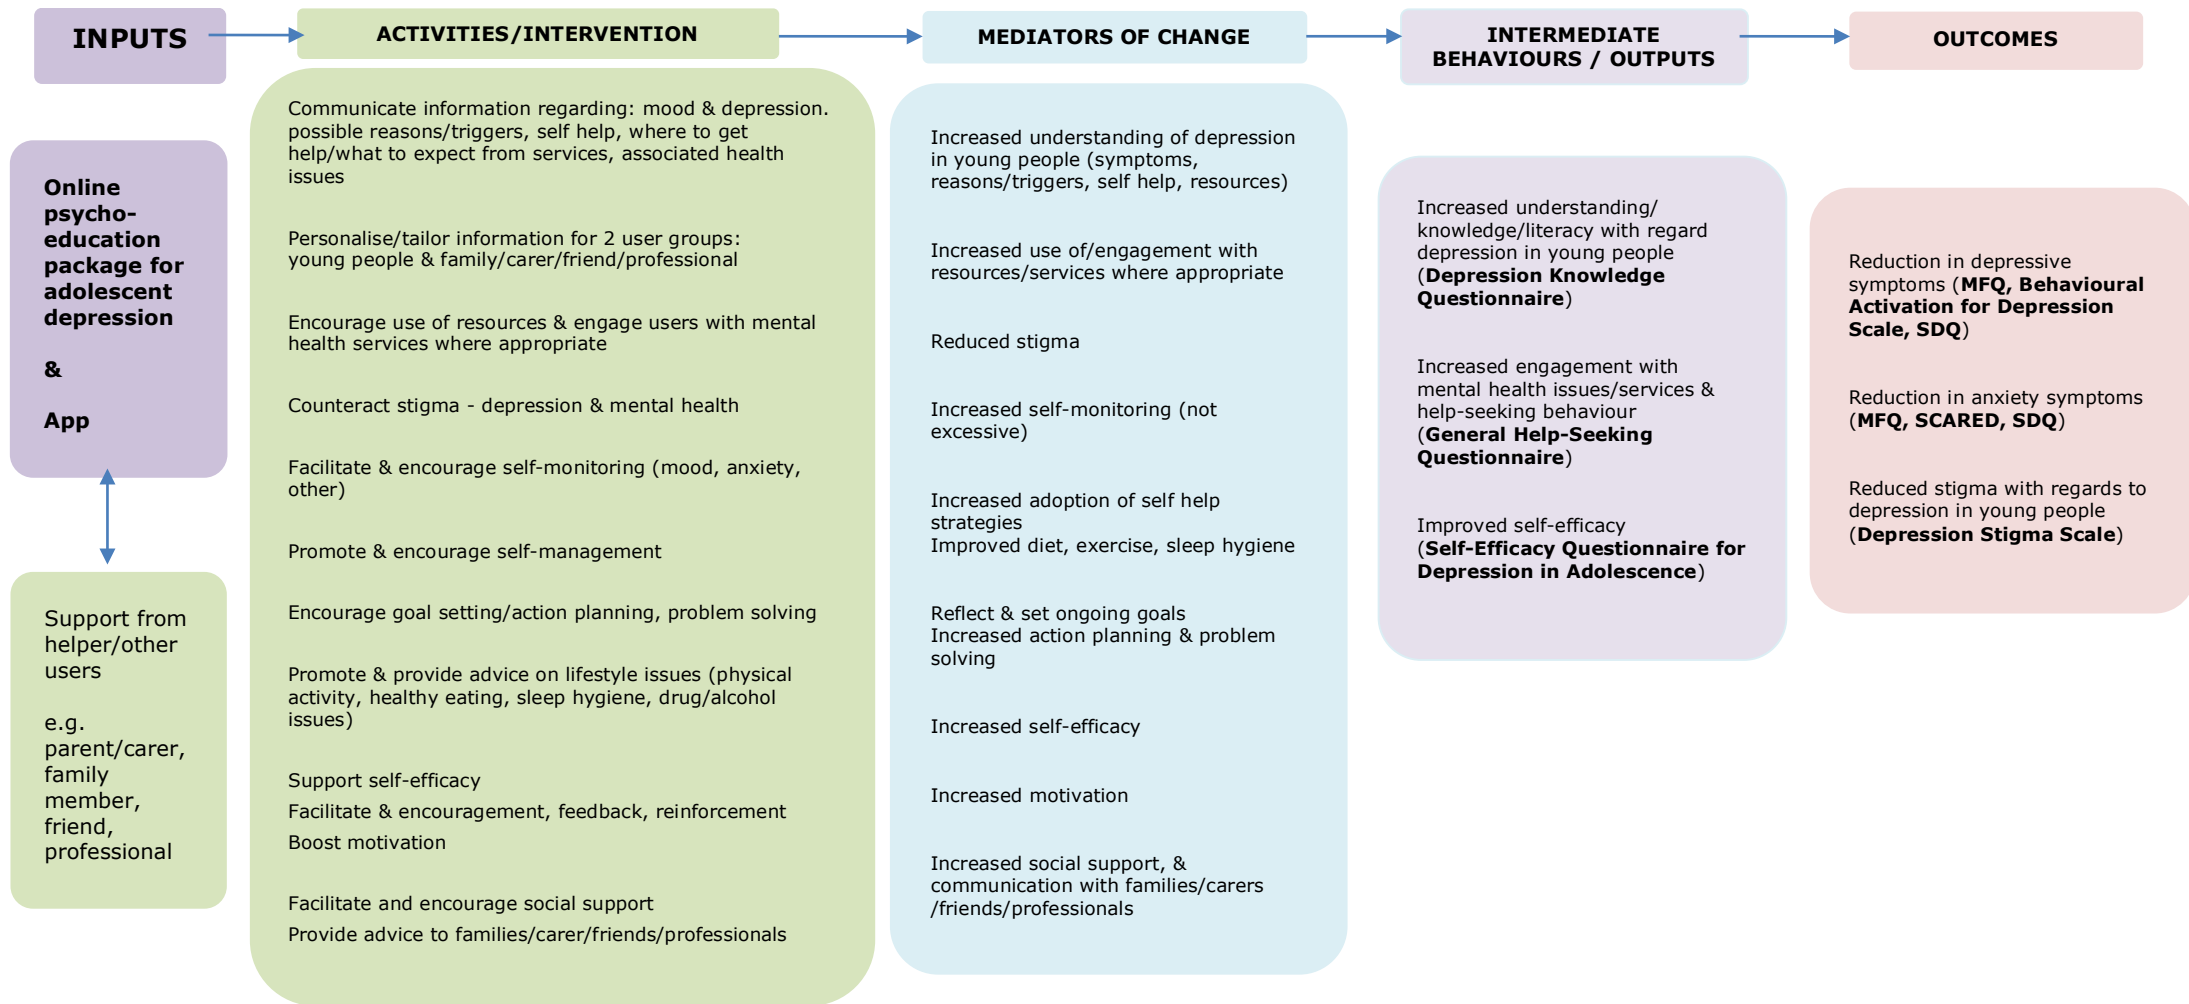 INPUTS
ACTIVITIES/INTERVENTION
MEDIATORS OF CHANGE
INTERMEDIATE
BEHAVIOURS / OUTPUTS
OUTCOMES
Online
psycho-
education
package for
adolescent
depression
&
App
Support from
helper/other
users
e.g.
parent/carer,
family
member,
friend,
professional
Communicate information regarding: mood & depression.
possible reasons/triggers, self help, where to get
help/what to expect from services, associated health
issues
Personalise/tailor information for 2 user groups:
young people & family/carer/friend/professional
Encourage use of resources & engage users with mental
health services where appropriate
Counteract stigma - depression & mental health
Facilitate & encourage self-monitoring (mood, anxiety,
other)
Promote & encourage self-management
Encourage goal setting/action planning, problem solving
Promote & provide advice on lifestyle issues (physical
activity, healthy eating, sleep hygiene, drug/alcohol
issues)
Support self-efficacy
Facilitate & encouragement, feedback, reinforcement
Boost motivation
Facilitate and encourage social support
Provide advice to families/carer/friends/professionals
Increased understanding of depression
in young people (symptoms,
reasons/triggers, self help, resources)
Increased use of/engagement with
resources/services where appropriate
Reduced stigma
Increased self-monitoring (not
excessive)
Increased adoption of self help
strategies
Improved diet, exercise, sleep hygiene
Reflect & set ongoing goals
Increased action planning & problem
solving
Increased self-efficacy
Increased motivation
Increased social support, &
communication with families/carers
/friends/professionals
Increased understanding/
knowledge/literacy with regard
depression in young people
(Depression Knowledge
Questionnaire)
Increased engagement with
mental health issues/services &
help-seeking behaviour
(General Help-Seeking
Questionnaire)
Improved self-efficacy
(Self-Efficacy Questionnaire for
Depression in Adolescence)
Reduction in depressive
symptoms (MFQ, Behavioural
Activation for Depression
Scale, SDQ)
Reduction in anxiety symptoms
(MFQ, SCARED, SDQ)
Reduced stigma with regards to
depression in young people
(Depression Stigma Scale)